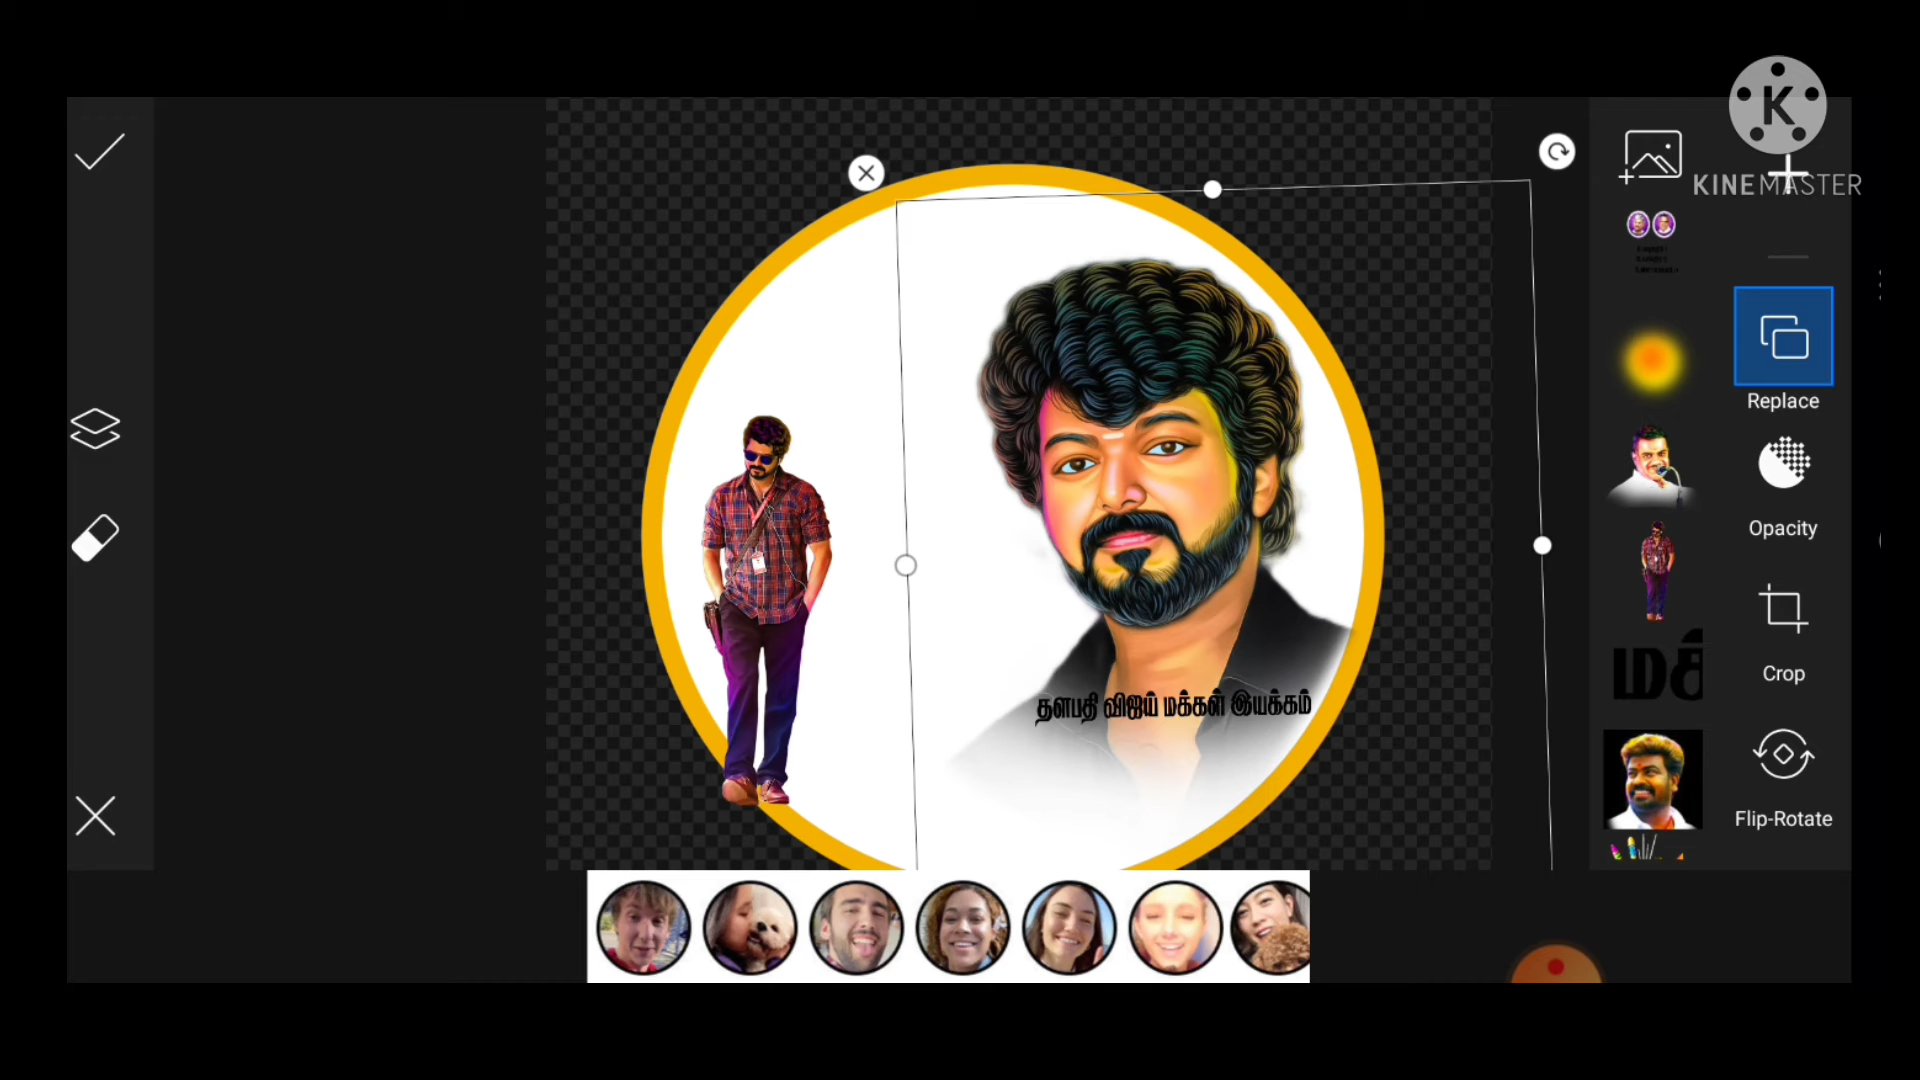 KINEMASTER
Replace
Opacity
Crop
Flip-Rotate
தளபதி விஜய் மக்கள் இயக்கம்